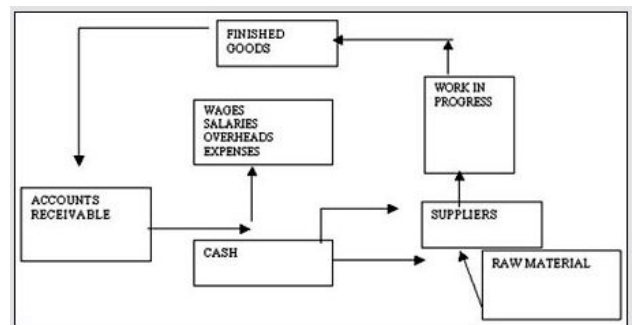 FINISHED
GOODS
WORK IN
PROGRESS
WAGES
SALARIES
OVERHEADS
EXPENSES
ACCOUNTS
RECEIVABLE
SUPPLIERS
CASH
RAW MATERIAL